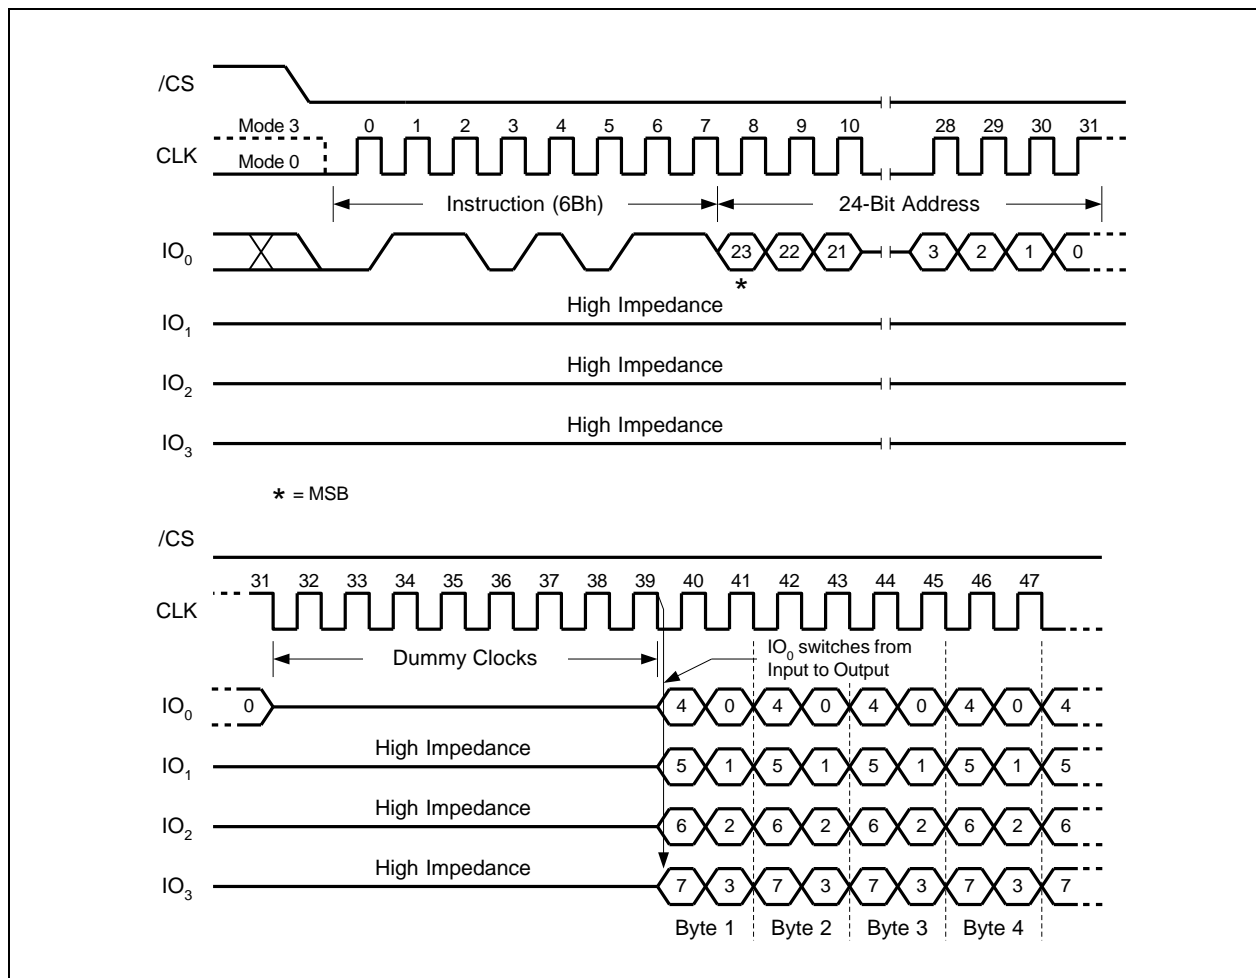 /CS
Mode 3 0 1 2 3 4 5 6 7 8 9 10 28 29 30 31
CLK
Mode 0
Instruction (6Bh) 24-Bit Address
IO0 23 22 21 3 2 1 0
*
High Impedance
IO1
High Impedance
IO2
High Impedance
IO3
* = MSB
/CS
31 32 33 34 35 36 37 38 39 40 41 42 43 44 45 46 47
CLK
IO0 switches from
Dummy Clocks
Input to Output
IO0 0 4 0 4 0 4 0 4 0 4
High Impedance
IO1 5 1 5 1 5 1 5 1 5
High Impedance
IO2 6 2 6 2 6 2 6 2 6
High Impedance
IO3 7 3 7 3 7 3 7 3 7
Byte 1 Byte 2 Byte 3 Byte 4